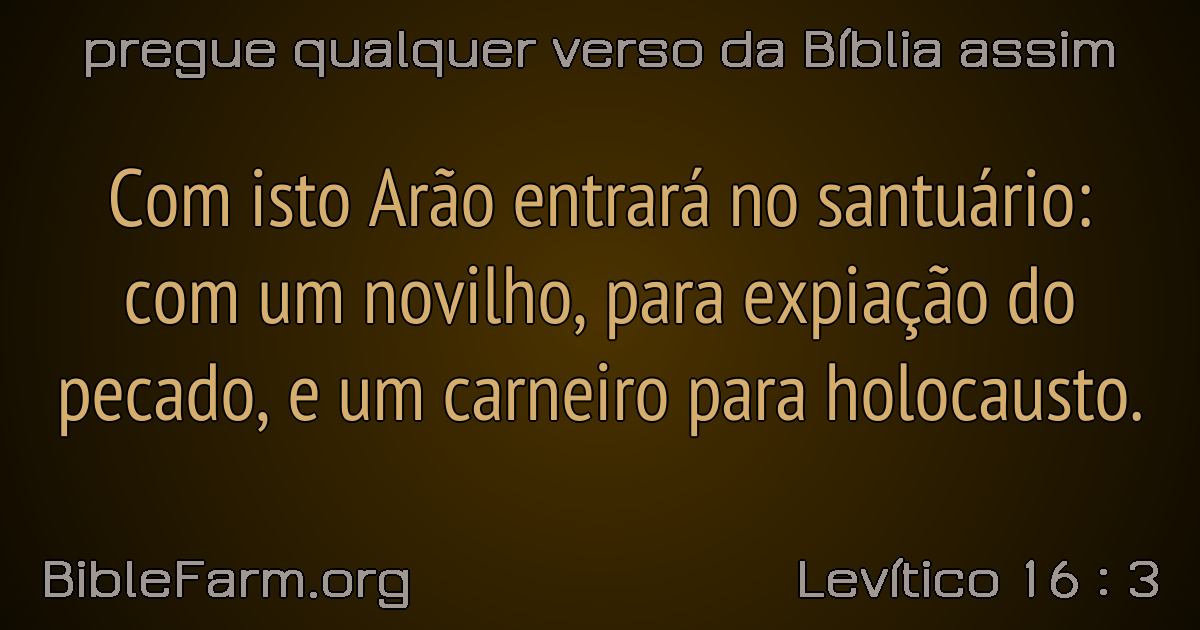 pregue qualquer verso da Bíblia assim
Com isto Arão entrará no santuário:
com um novilho, para expiação do
pecado, e um carneiro para holocausto.
BibleFarm.org
Levítico 16 : 3